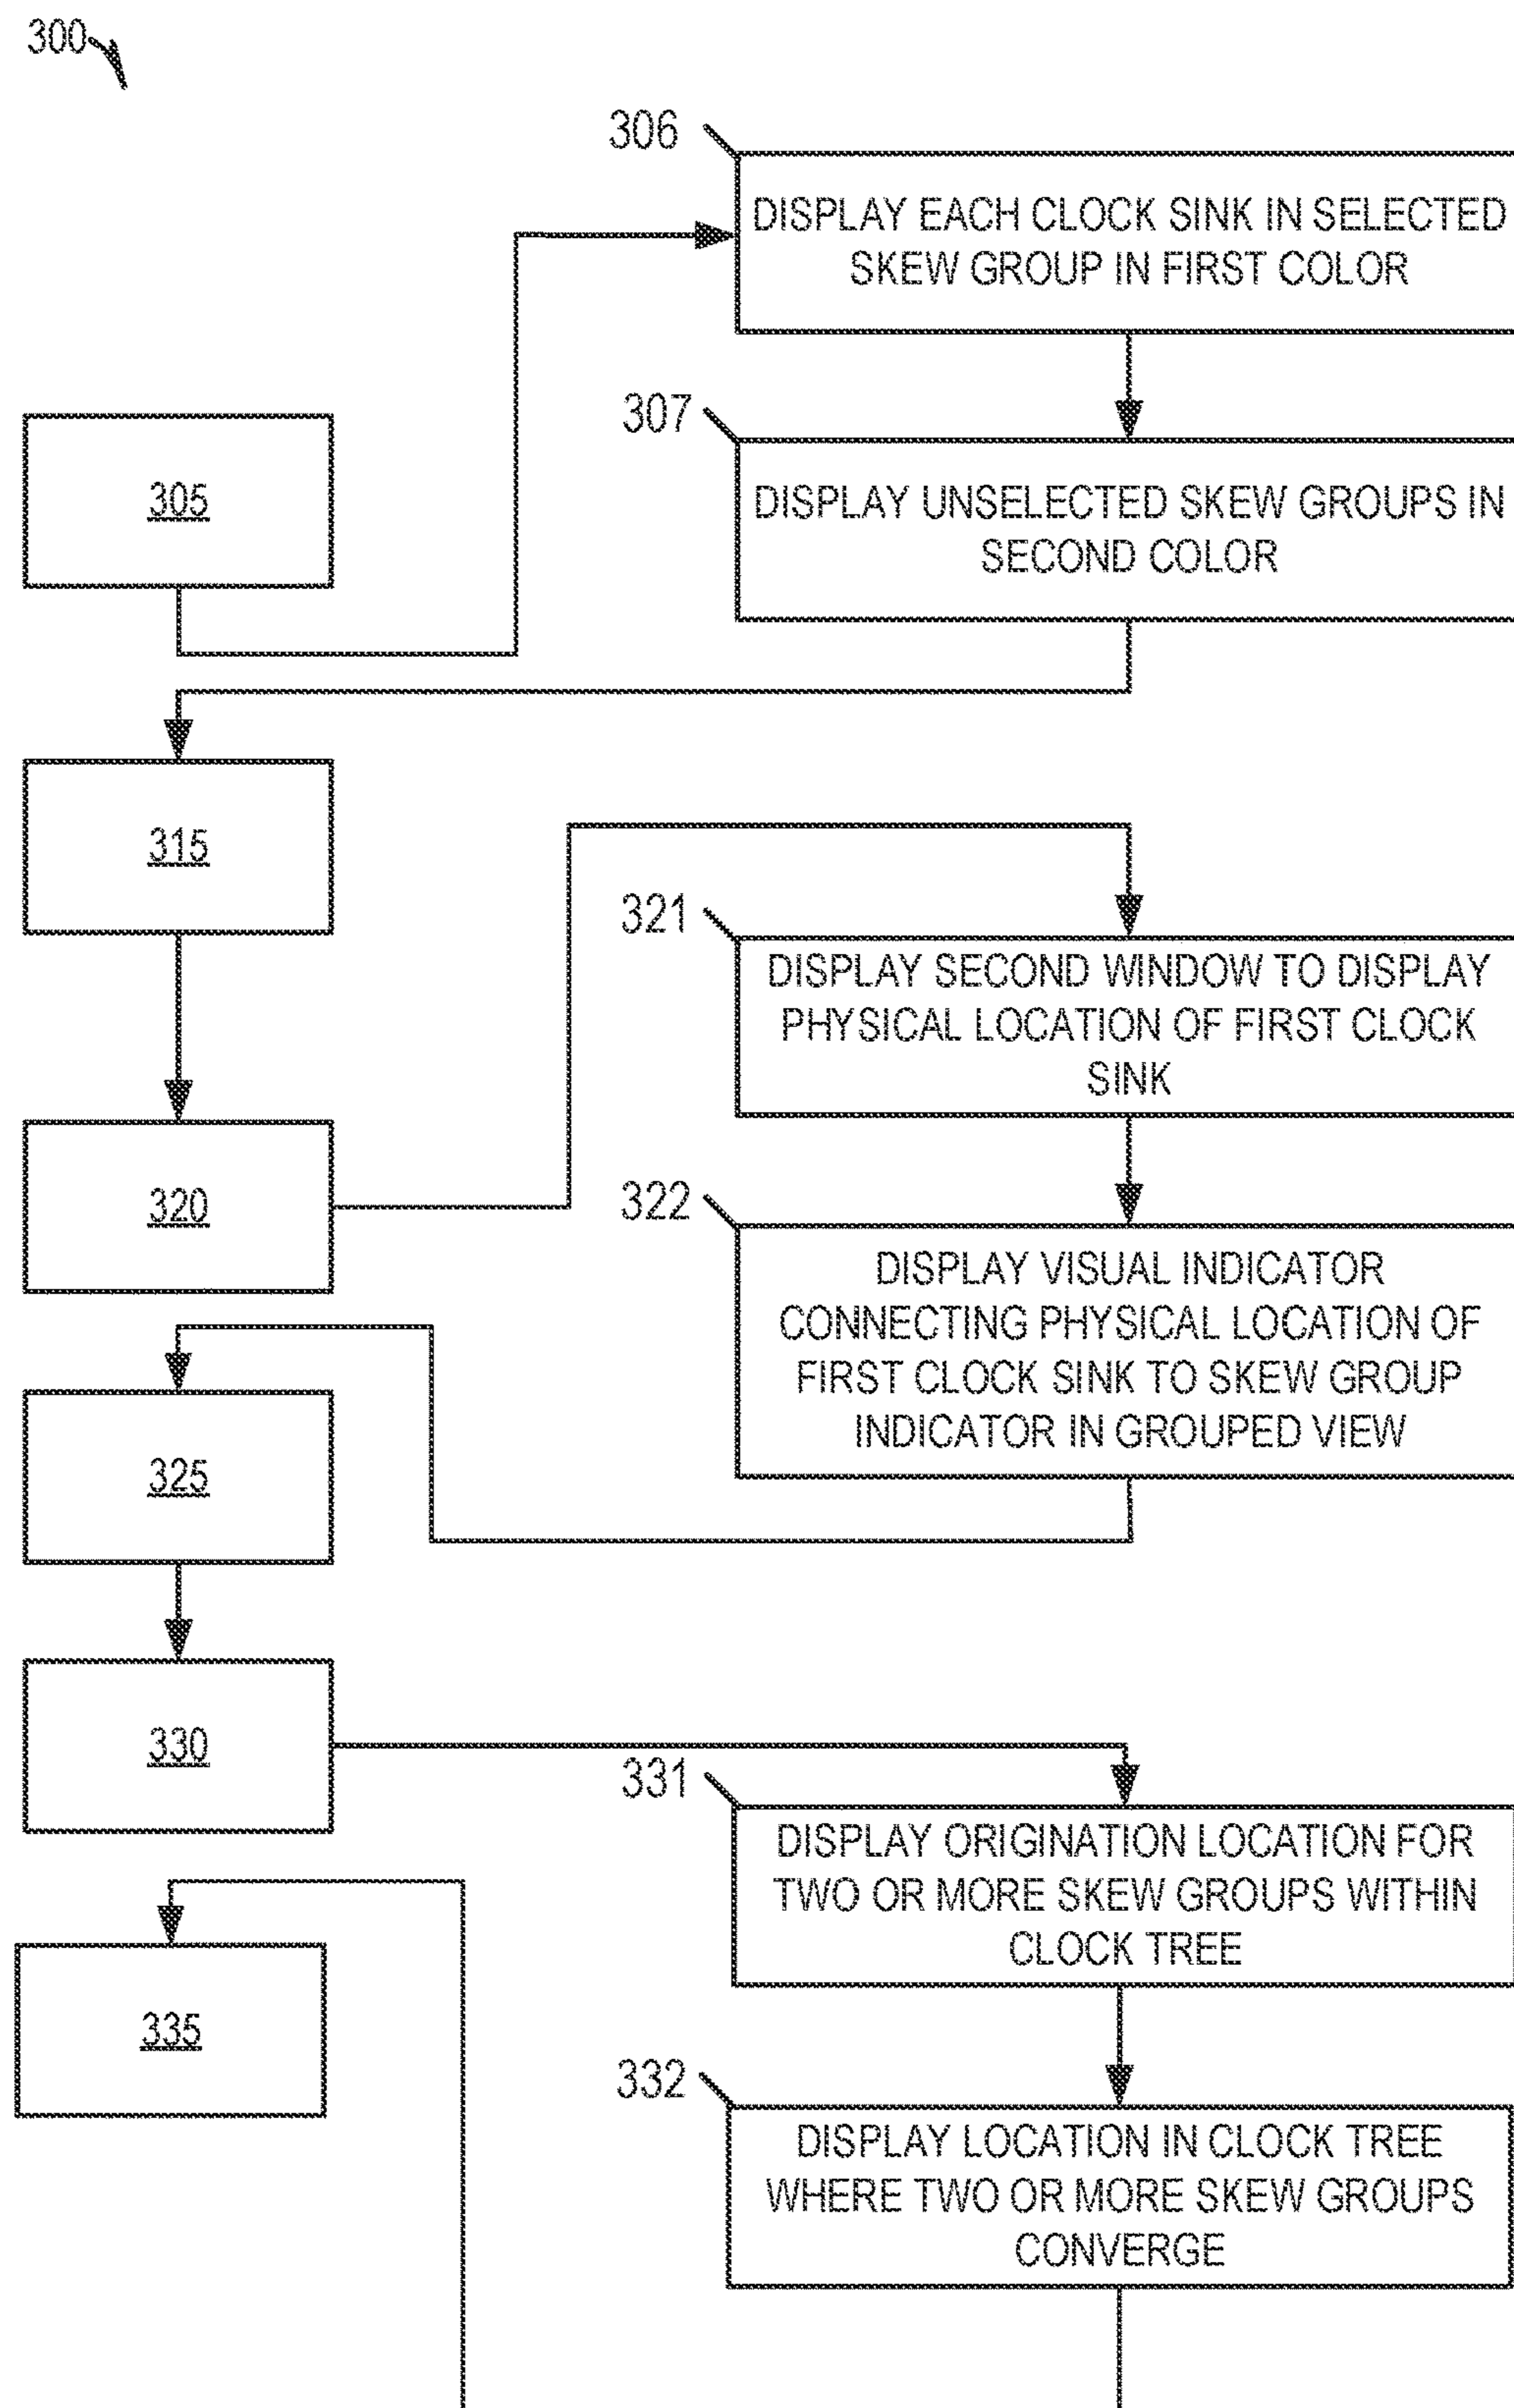 300
306
DISPLAY EACH CLOCK SINK IN SELECTED
SKEW GROUP IN FIRST COLOR
307
DISPLAY UNSELECTED SKEW GROUPS IN
SECOND COLOR
305
315
321
DISPLAY SECOND WINDOW TO DISPLAY
PHYSICAL LOCATION OF FIRST CLOCK
SINK
320
322
DISPLAY VISUAL INDICATOR
CONNECTING PHYSICAL LOCATION OF
FIRST CLOCK SINK TO SKEW GROUP
INDICATOR IN GROUPED VIEW
325
330
331
DISPLAY ORIGINATION LOCATION FOR
TWO OR MORE SKEW GROUPS WITHIN
CLOCK TREE
335
332
DISPLAY LOCATION IN CLOCK TREE
WHERE TWO OR MORE SKEW GROUPS
CONVERGE